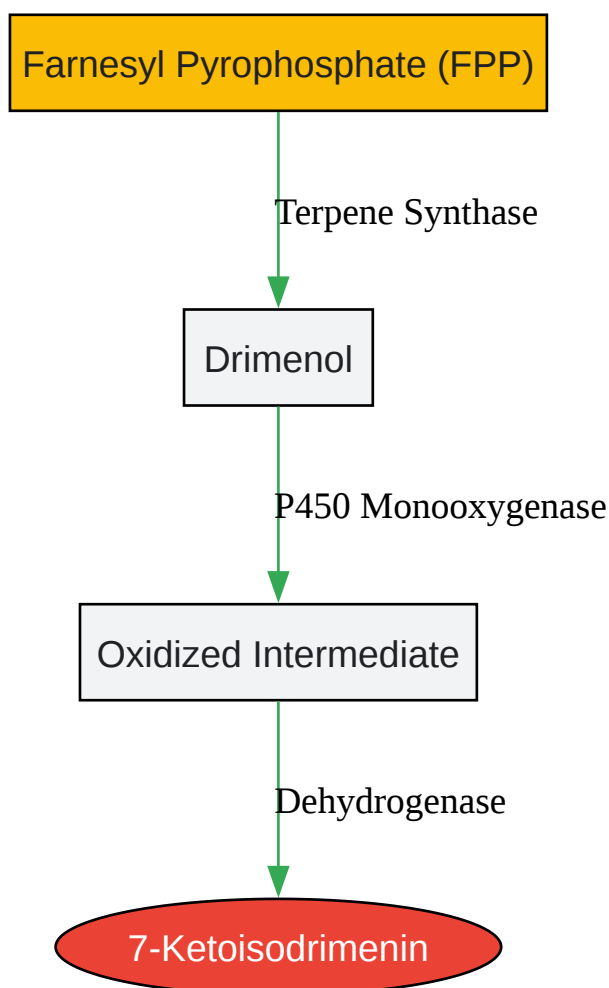 Farnesyl Pyrophosphate (FPP)
Terpene Synthase
Drimenol
P450 Monooxygenase
Oxidized Intermediate
Dehydrogenase
7-Ketoisodrimenin